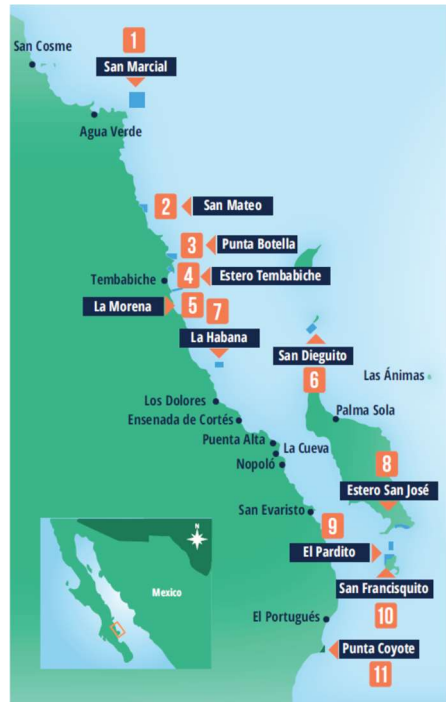 1
San Cosme
San Marcial
Agua Verde
2
San Mateo
3
Punta Botella
Tembabiche
4
Estero Tembabiche
La Morena
5
7
La Habana
San Dieguito
6
Las Ánimas
Los Dolores
Palma Sola
Ensenada de Cortés
Puenta Alta
La Cueva
Nopoló
8
Estero San José
San Evaristo
9
El Pardito
N
Mexico
San Francisquito
10
El Portugués
Punta Coyote
11